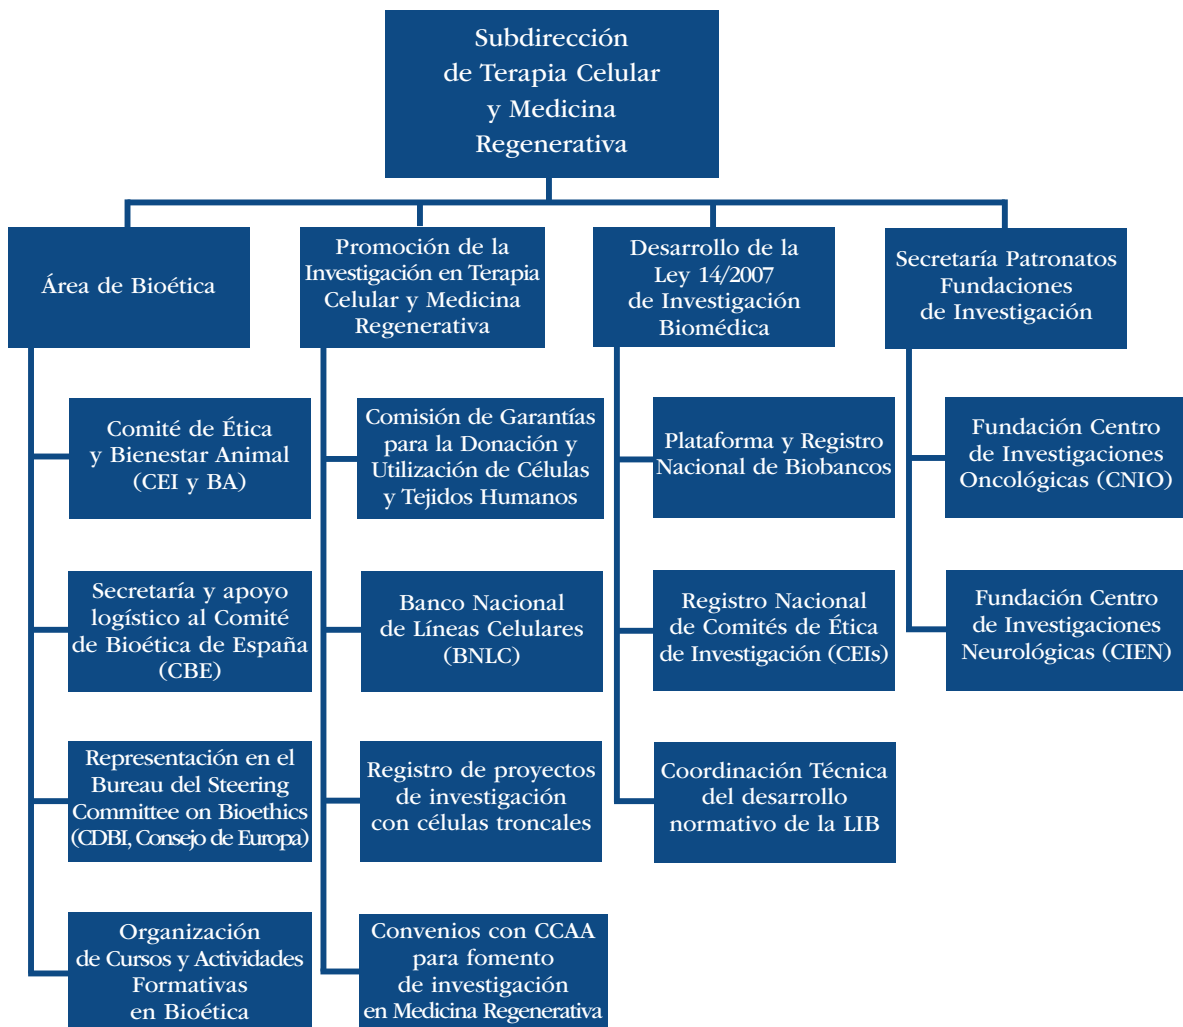 Subdirección
de Terapia Celular
y Medicina
Regenerativa
Área de Bioética
Promoción de la
Investigación en Terapia
Celular y Medicina
Regenerativa
Desarrollo de la
Ley 14/2007
de Investigación
Biomédica
Secretaría Patronatos
Fundaciones
de Investigación
Comité de Ética
y Bienestar Animal
(CEI y BA)
Comisión de Garantías
para la Donación y
Utilización de Células
y Tejidos Humanos
Plataforma y Registro
Nacional de Biobancos
Fundación Centro
de Investigaciones
Oncológicas (CNIO)
Secretaría y apoyo
logístico al Comité
de Bioética de España
(CBE)
Banco Nacional
de Líneas Celulares
(BNLC)
Registro Nacional
de Comités de Ética
de Investigación (CEIs)
Fundación Centro
de Investigaciones
Neurológicas (CIEN)
Representación en el
Bureau del Steering
Committee on Bioethics
(CDBI, Consejo de Europa)
Registro de proyectos
de investigación
con células troncales
Coordinación Técnica
del desarrollo
normativo de la LIB
Organización
de Cursos y Actividades
Formativas
en Bioética
Convenios con CCAA
para fomento
de investigación
en Medicina Regenerativa